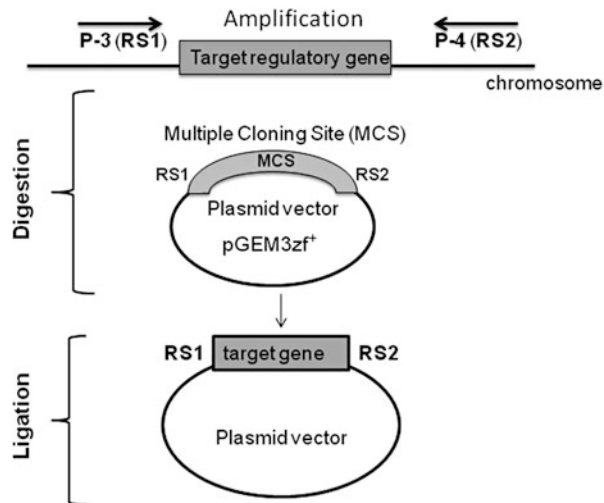 Amplification
P-3 (RS1)
P-4 (RS2)
Target regulatory gene
chromosome
Digestion
Multiple Cloning Site (MCS)
RS1
MCS
RS2
Plasmid vector
pGEM3zf⁺
Ligation
RS1
target gene
RS2
Plasmid vector